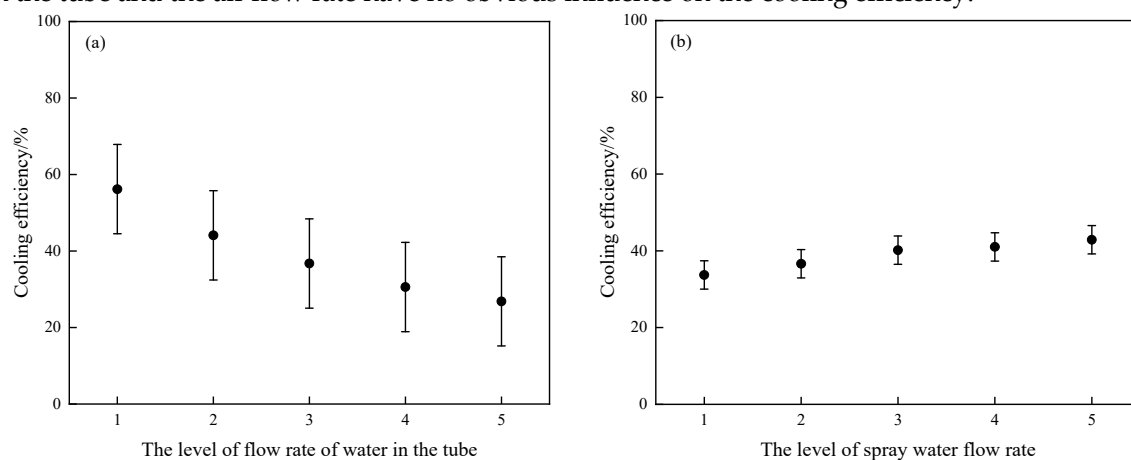 the tube and the air flow rate have no obvious influence on the cooling efficiency.
(a)
100
80
60
40
20
0
Cooling efficiency/%
1 2 3 4 5
The level of flow rate of water in the tube
(b)
100
80
60
40
20
0
Cooling efficiency/%
1 2 3 4 5
The level of spray water flow rate